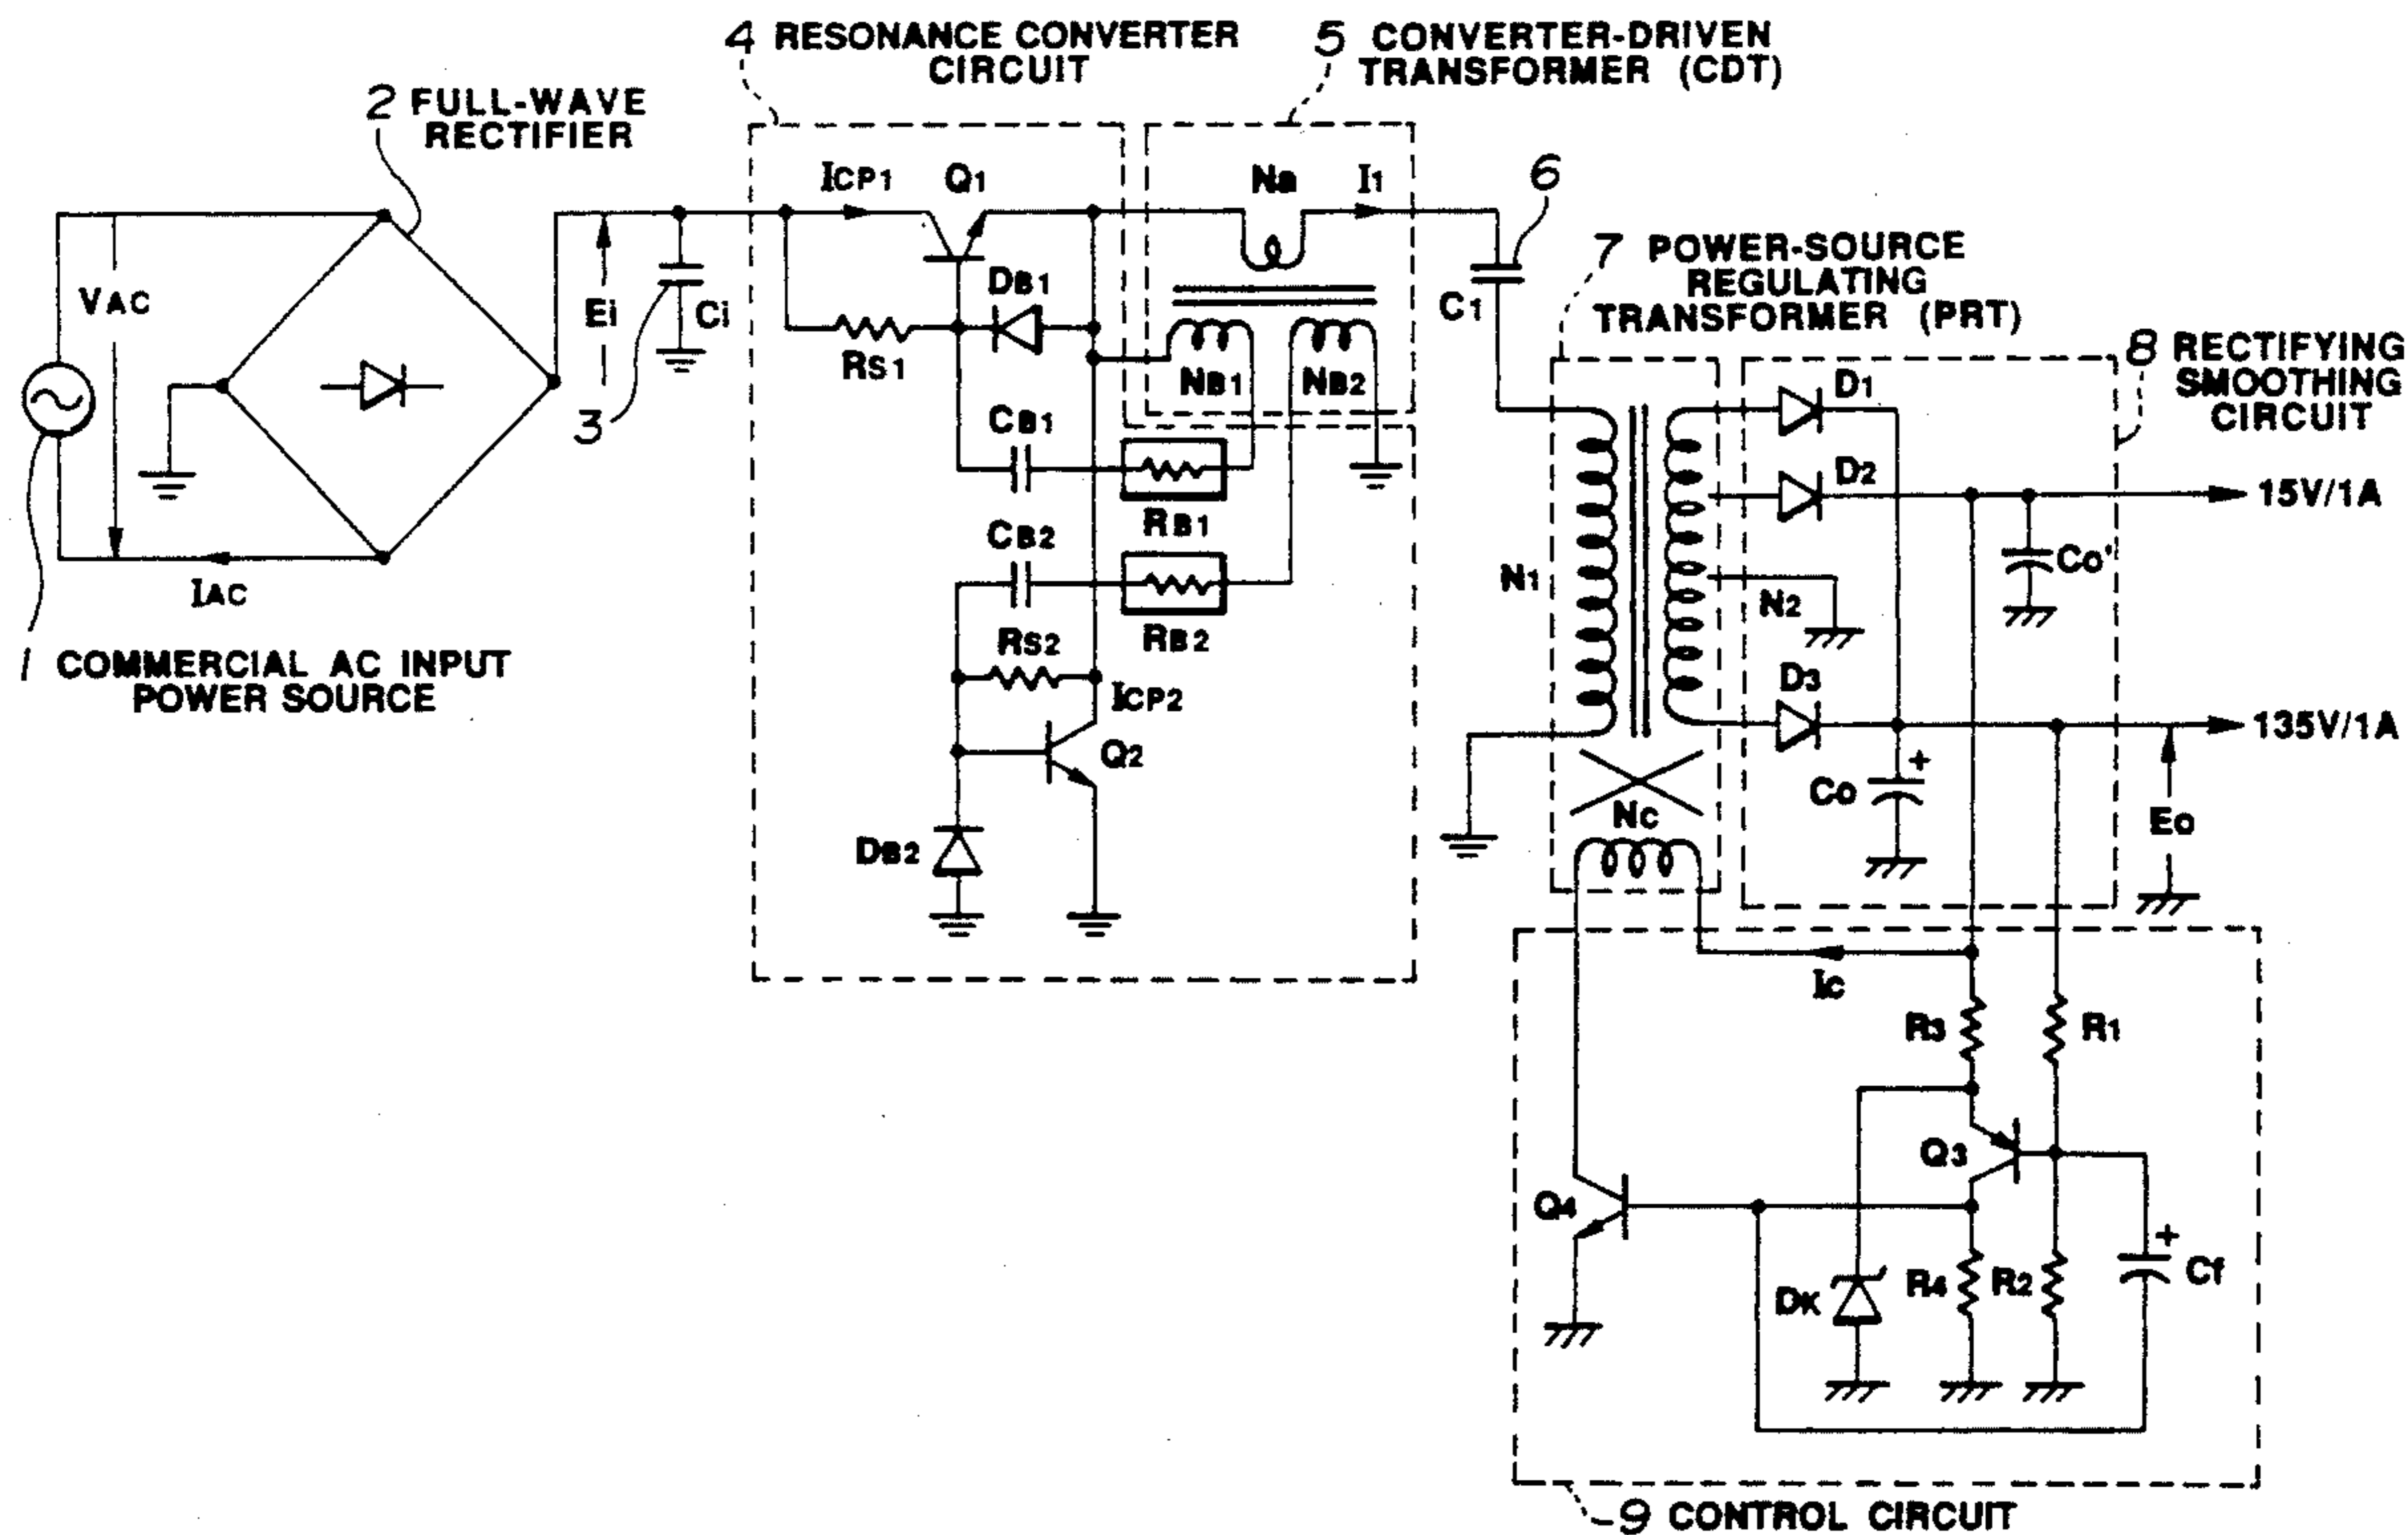 4 RESONANCE CONVERTER
CIRCUIT
5 CONVERTER-DRIVEN
TRANSFORMER (CDT)
2 FULL-WAVE
RECTIFIER
ICP1
Q1
Na
I1
6
VAC
Ei
Ci
3
DB1
RS1
NB1
NB2
C1
7 POWER-SOURCE
REGULATING
TRANSFORMER (PRT)
8 RECTIFYING
SMOOTHING
CIRCUIT
CB1
RB1
D1
D2
15V/1A
Co'
IAC
CB2
RB2
N1
N2
1 COMMERCIAL AC INPUT
POWER SOURCE
RS2
ICP2
Q2
D3
135V/1A
DB2
Nc
Co
+
Eo
Ic
R3
R1
Q3
Q4
+
DK
R4
R2
Cf
9 CONTROL CIRCUIT